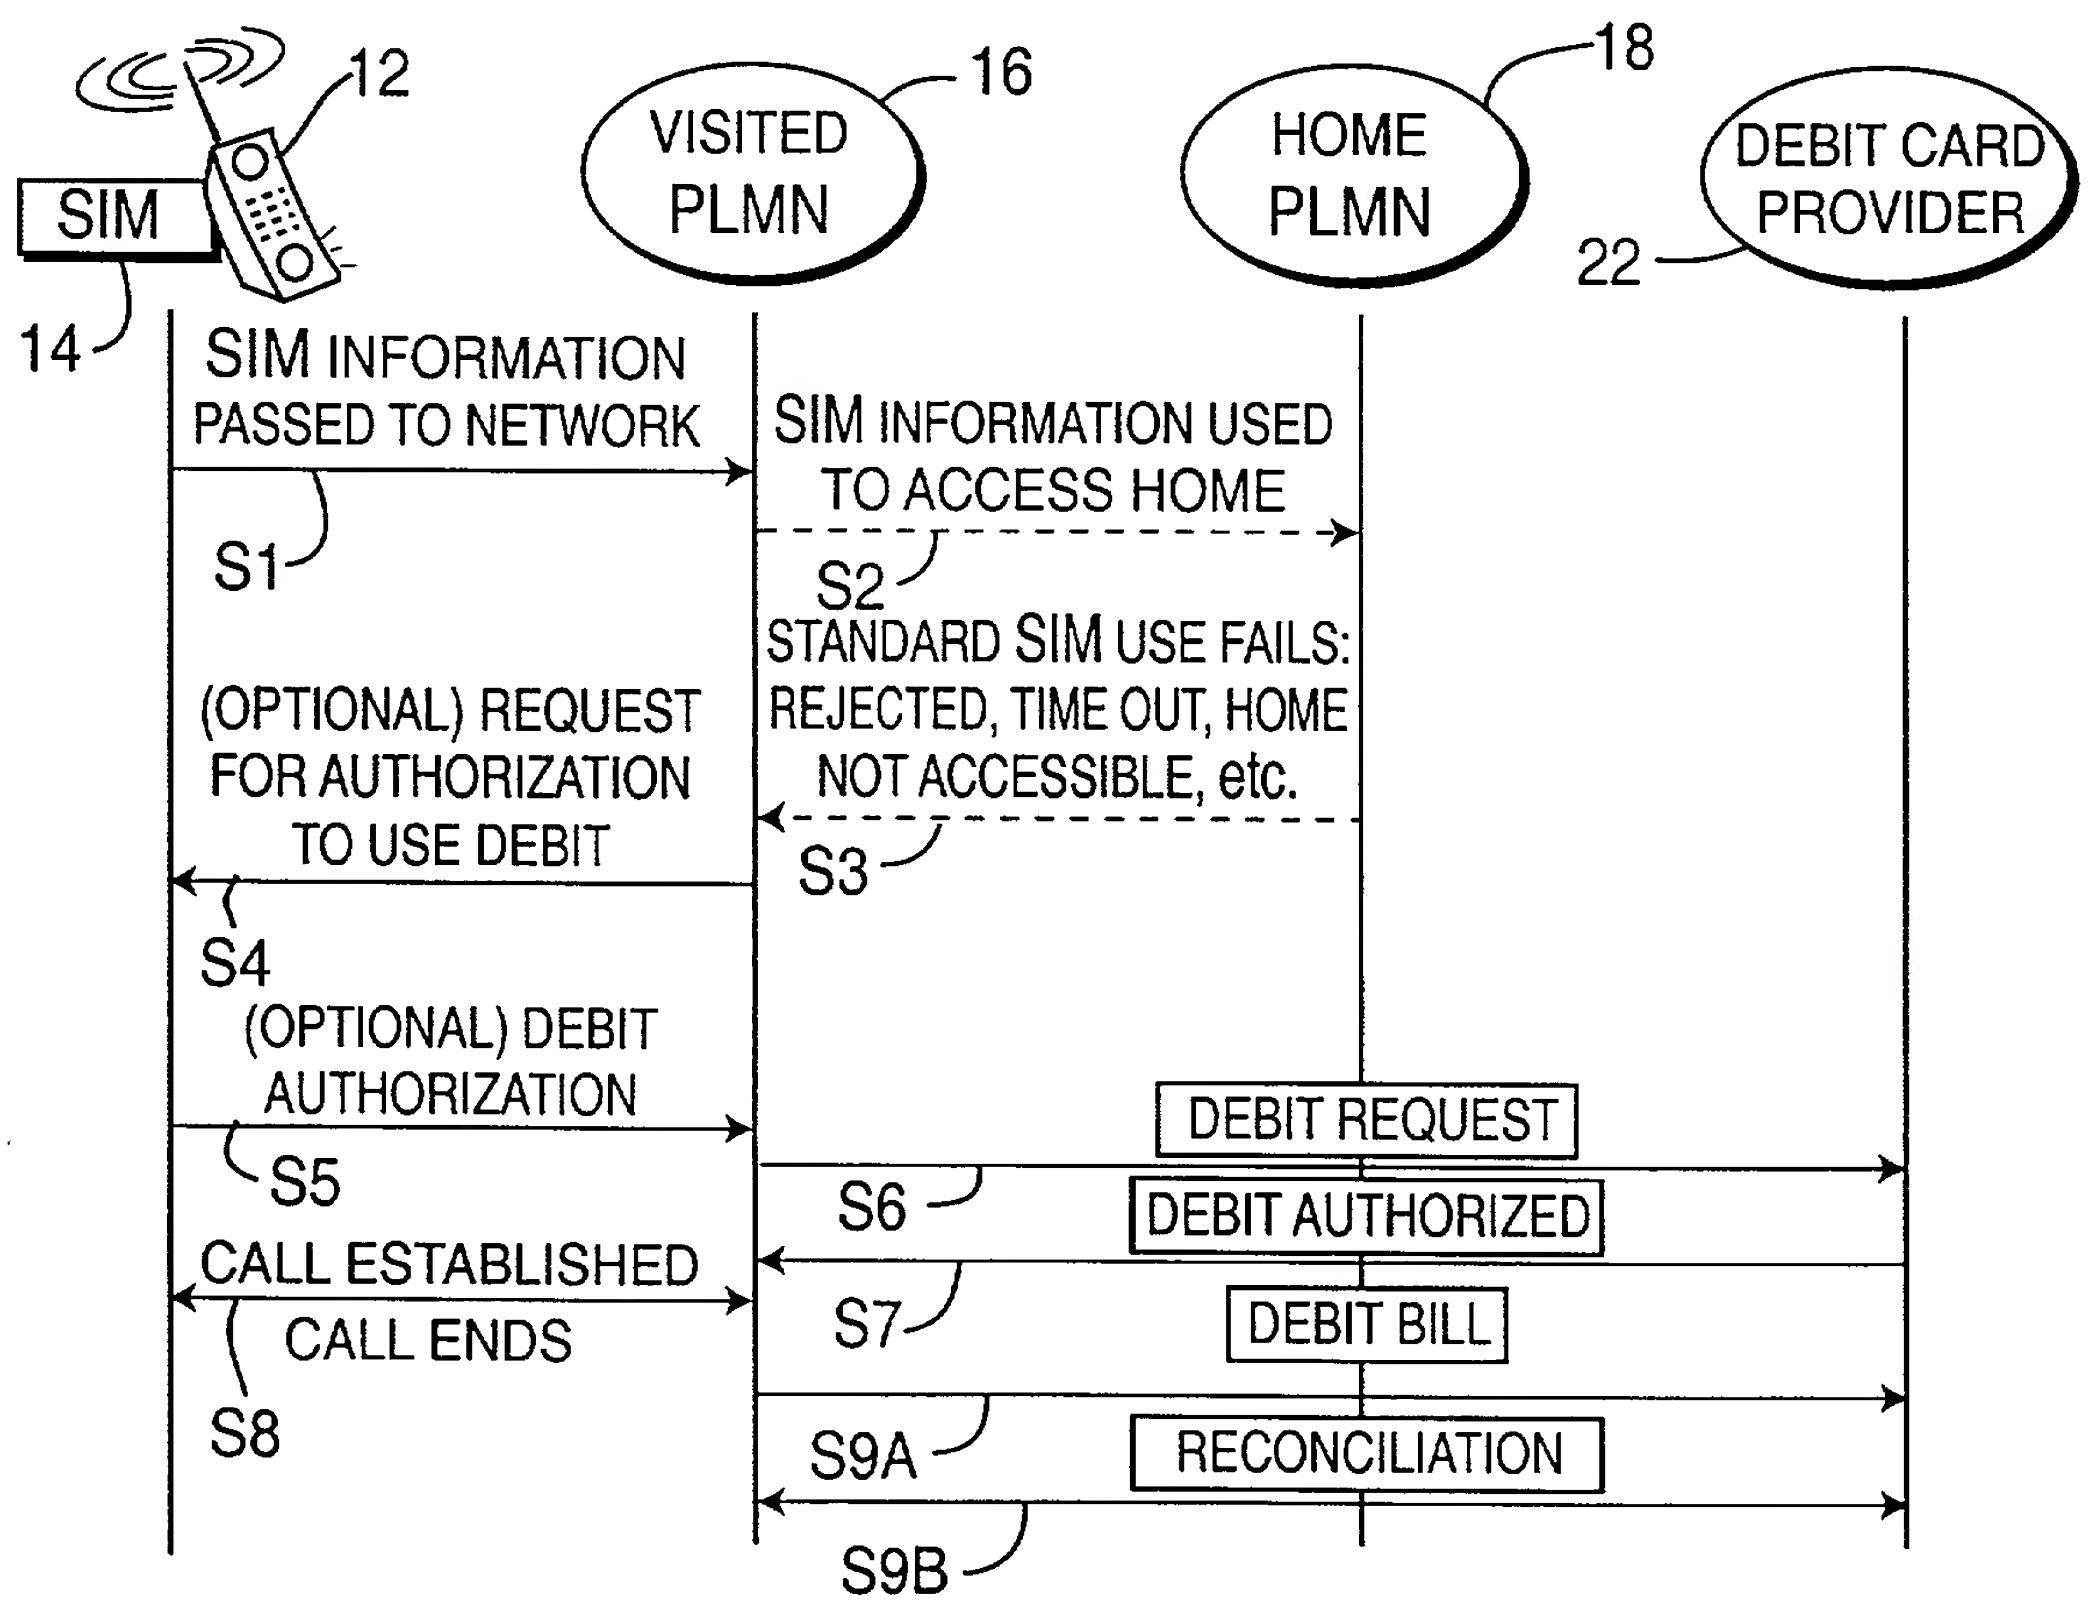 12
SIM
14
VISITED
PLMN
16
HOME
PLMN
18
DEBIT CARD
PROVIDER
22
SIM INFORMATION
PASSED TO NETWORK
S1
SIM INFORMATION USED
TO ACCESS HOME
S2
STANDARD SIM USE FAILS:
REJECTED, TIME OUT, HOME
NOT ACCESSIBLE, etc.
S3
(OPTIONAL) REQUEST
FOR AUTHORIZATION
TO USE DEBIT
S4
(OPTIONAL) DEBIT
AUTHORIZATION
S5
DEBIT REQUEST
S6
DEBIT AUTHORIZED
S7
CALL ESTABLISHED
CALL ENDS
S8
DEBIT BILL
S9A
RECONCILIATION
S9B